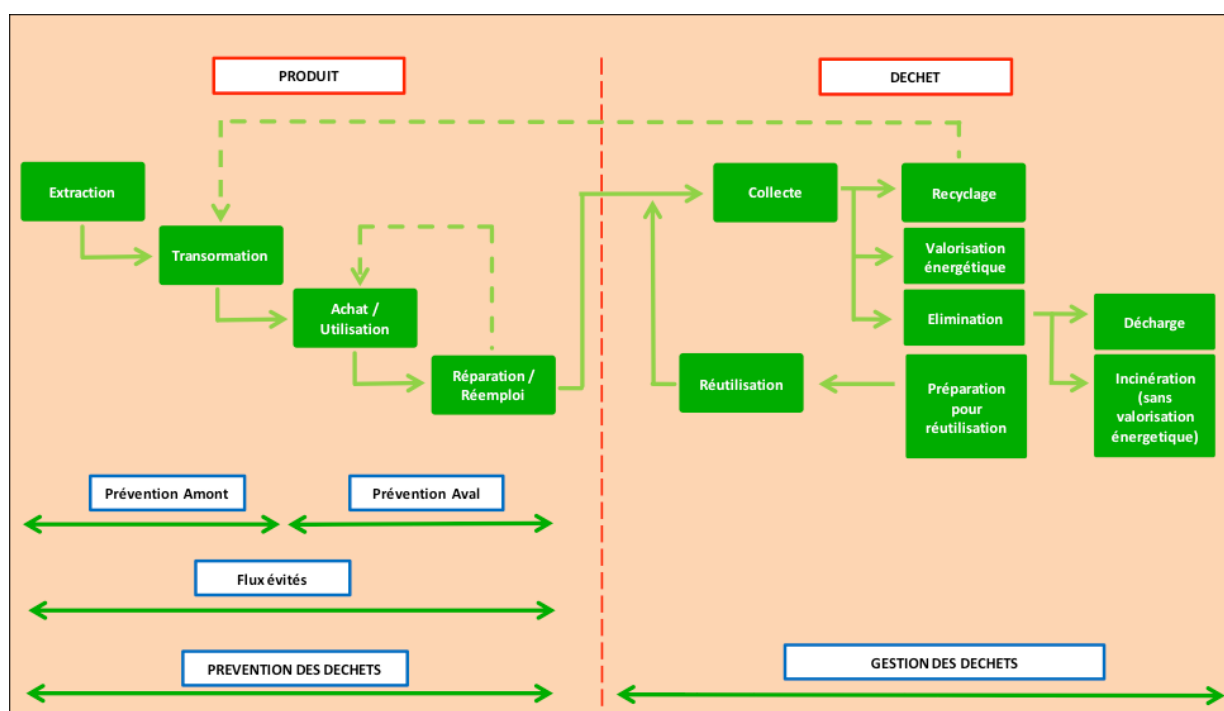 PRODUIT
DECHET
Extraction
Transormation
Achat /
Utilisation
Réparation /
Réemploi
Collecte
Recyclage
Valorisation
énergétique
Elimination
Décharge
Réutilisation
Préparation
pour
réutilisation
Incinération
(sans
valorisation
énergetique)
Prévention Amont
Prévention Aval
Flux évités
PREVENTION DES DECHETS
GESTION DES DECHETS